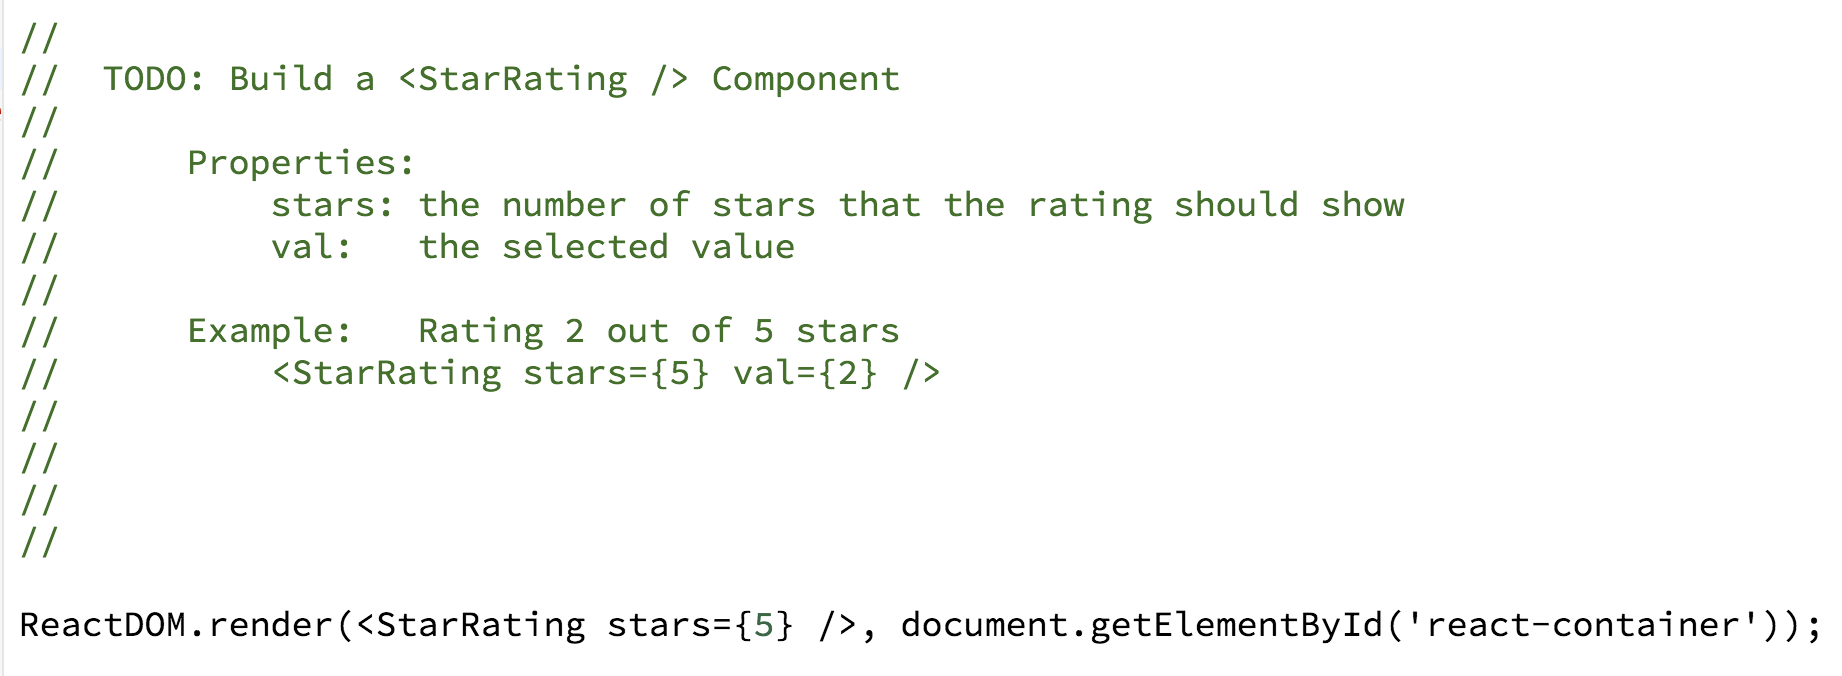 //
//  TODO: Build a <StarRating /> Component
//
//      Properties:
//          stars: the number of stars that the rating should show
//          val:   the selected value
//
//      Example:   Rating 2 out of 5 stars
//          <StarRating stars={5} val={2} />
//
//
//
//
ReactDOM.render(<StarRating stars={5} />, document.getElementById('react-container'));